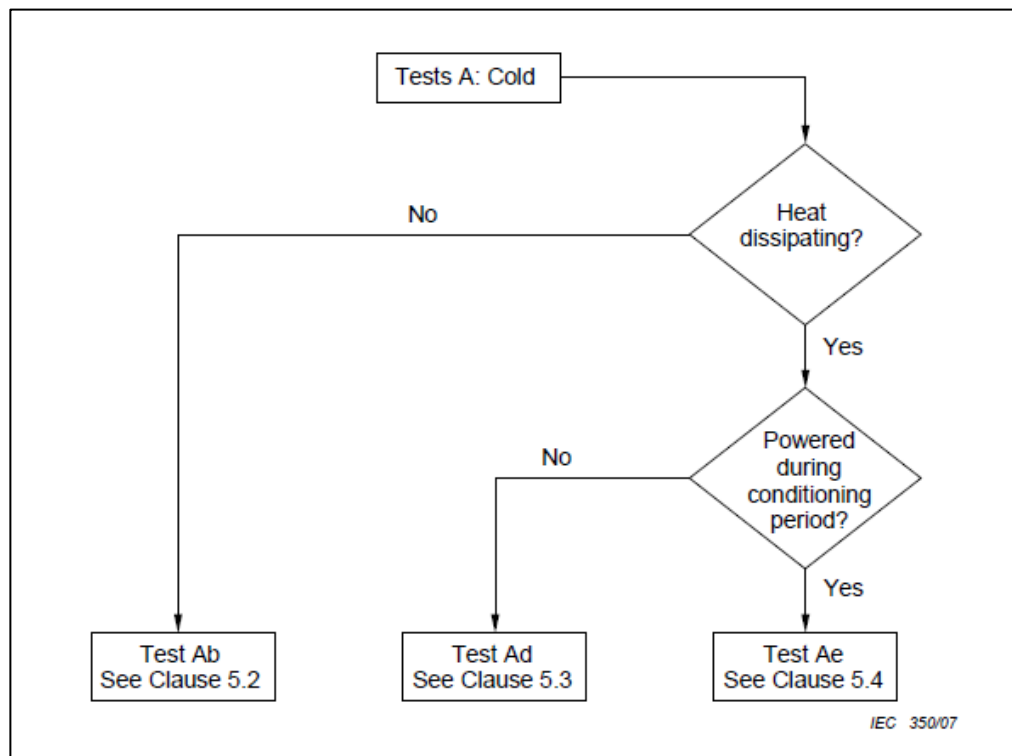 Tests A: Cold
Heat
dissipating?
No
Yes
Powered
during
conditioning
period?
No
Yes
Test Ab
See Clause 5.2
Test Ad
See Clause 5.3
Test Ae
See Clause 5.4
IEC 350/07